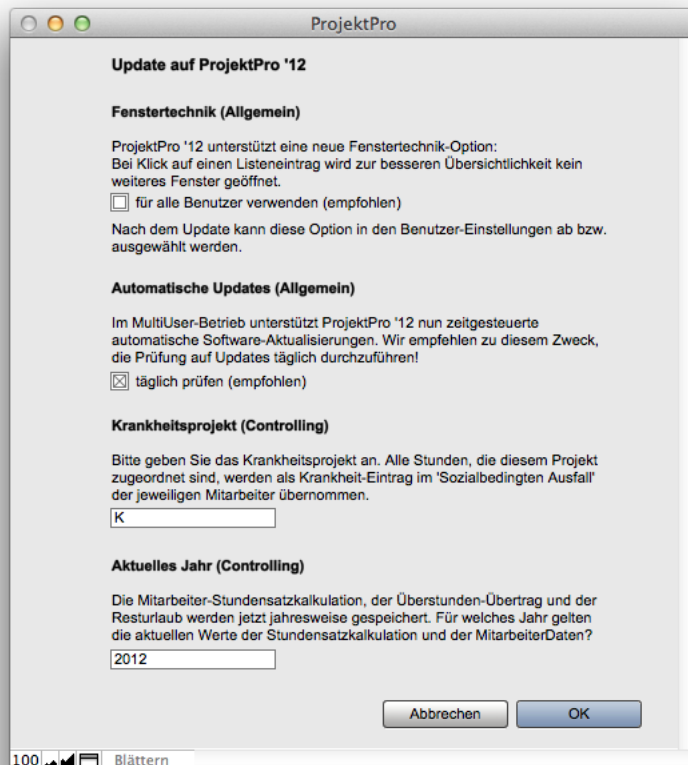 ProjektPro
Update auf ProjektPro '12
Fenstertechnik (Allgemein)
ProjektPro '12 unterstützt eine neue Fenstertechnik-Option:
Bei Klick auf einen Listeneintrag wird zur besseren Übersichtlichkeit kein
weiteres Fenster geöffnet.
für alle Benutzer verwenden (empfohlen)
Nach dem Update kann diese Option in den Benutzer-Einstellungen ab bzw.
ausgewählt werden.
Automatische Updates (Allgemein)
Im MultiUser-Betrieb unterstützt ProjektPro '12 nun zeitgesteuerte
automatische Software-Aktualisierungen. Wir empfehlen zu diesem Zweck,
die Prüfung auf Updates täglich durchzuführen!
täglich prüfen (empfohlen)
Krankheitsprojekt (Controlling)
Bitte geben Sie das Krankheitsprojekt an. Alle Stunden, die diesem Projekt
zugeordnet sind, werden als Krankheit-Eintrag im 'Sozialbedingten Ausfall'
der jeweiligen Mitarbeiter übernommen.
K
Aktuelles Jahr (Controlling)
Die Mitarbeiter-Stundensatzkalkulation, der Überstunden-Übertrag und der
Resturlaub werden jetzt jahresweise gespeichert. Für welches Jahr gelten
die aktuellen Werte der Stundensatzkalkulation und der MitarbeiterDaten?
2012
Abbrechen OK
100 Blättern